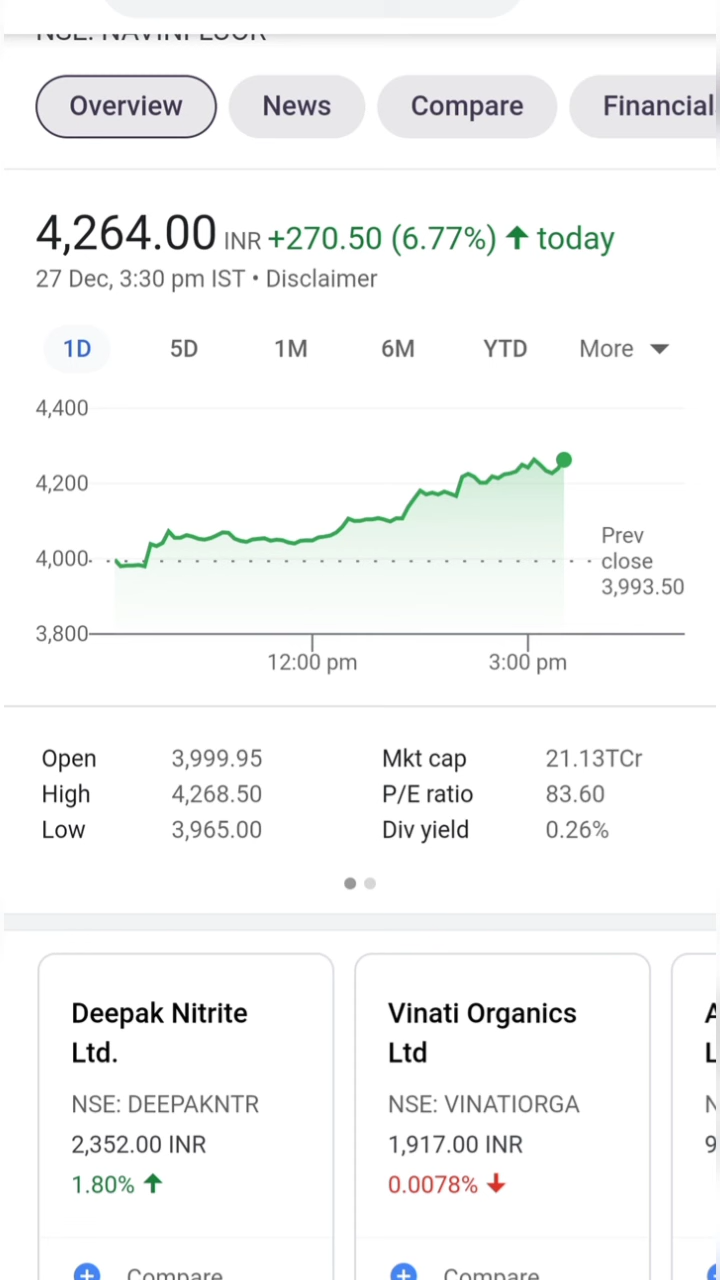 NSE: NAVINFLUOR
Overview News Compare Financial
4,264.00 INR +270.50 (6.77%) ↑ today
27 Dec, 3:30 pm IST • Disclaimer
1D 5D 1M 6M YTD More
4,400
4,200
4,000
3,800
Prev
close
3,993.50
12:00 pm 3:00 pm
Open 3,999.95 Mkt cap 21.13TCr
High 4,268.50 P/E ratio 83.60
Low 3,965.00 Div yield 0.26%
Deepak Nitrite
Ltd.
NSE: DEEPAKNTR
2,352.00 INR
1.80% ↑
Compare
Vinati Organics
Ltd
NSE: VINATIORGA
1,917.00 INR
0.0078% ↓
Compare